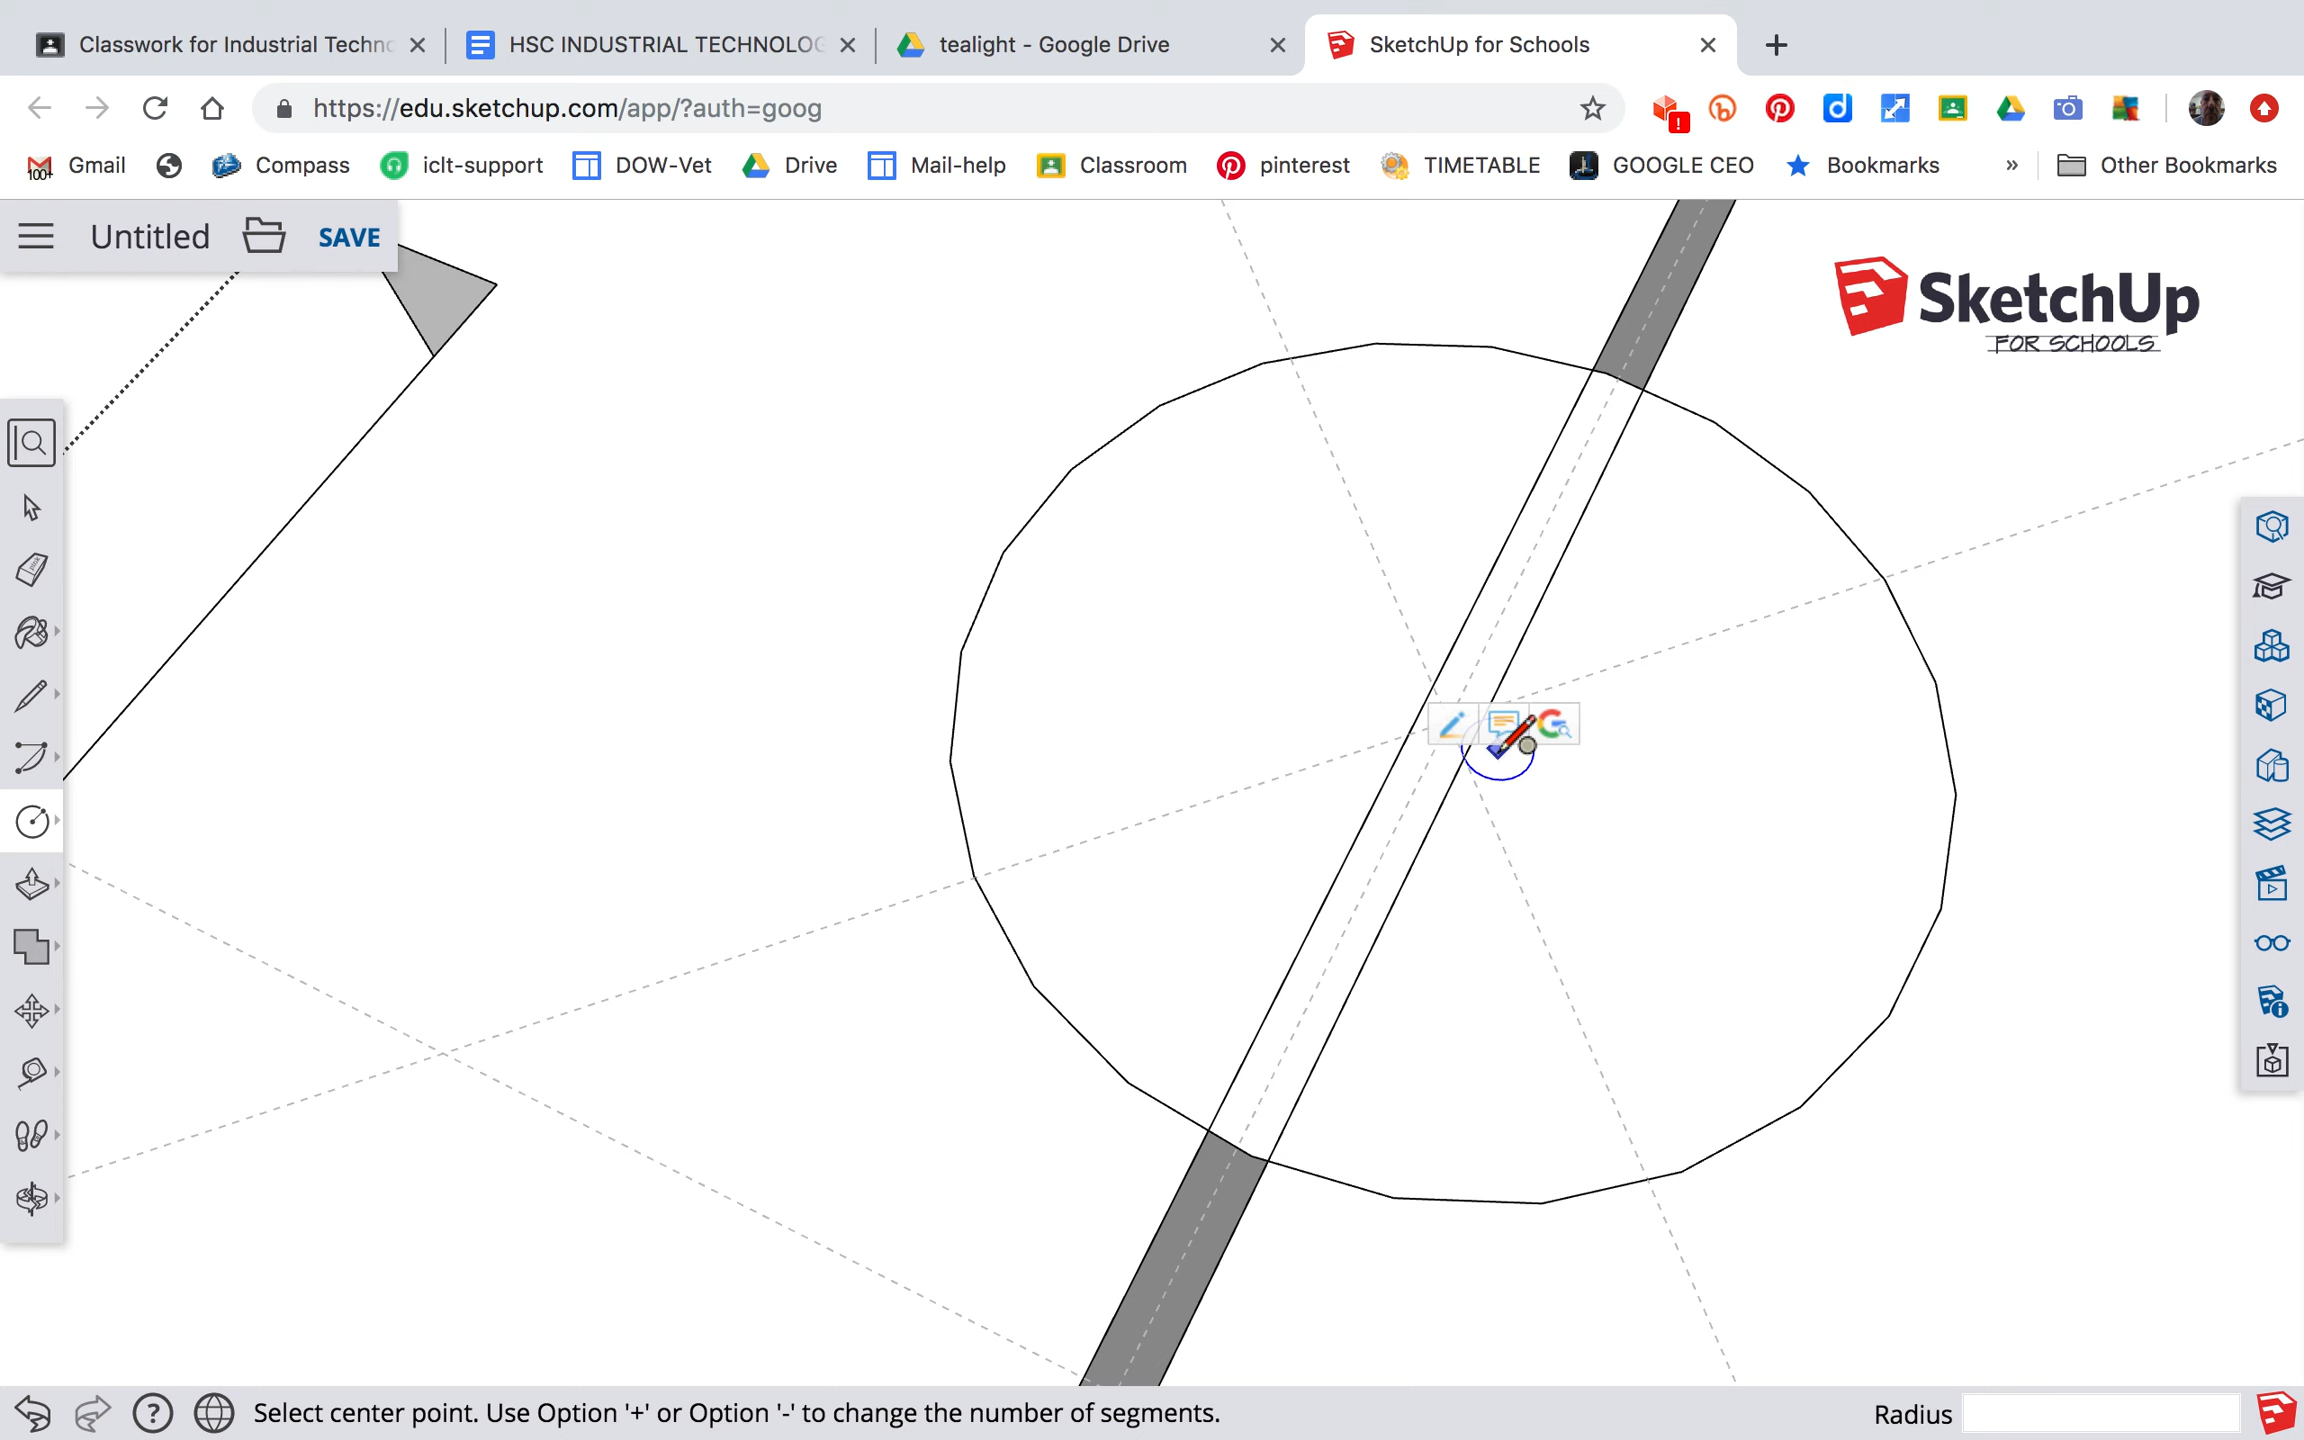 Classwork for Industrial Techno
HSC INDUSTRIAL TECHNOLOG
tealight - Google Drive
SketchUp for Schools
https://edu.sketchup.com/app/?auth=goog
100+
Gmail
Compass
iclt-support
DOW-Vet
Drive
Mail-help
Classroom
pinterest
TIMETABLE
GOOGLE CEO
Bookmarks
»
Other Bookmarks
Untitled
SAVE
SketchUp
FOR SCHOOLS
Select center point. Use Option '+' or Option '-' to change the number of segments.
Radius